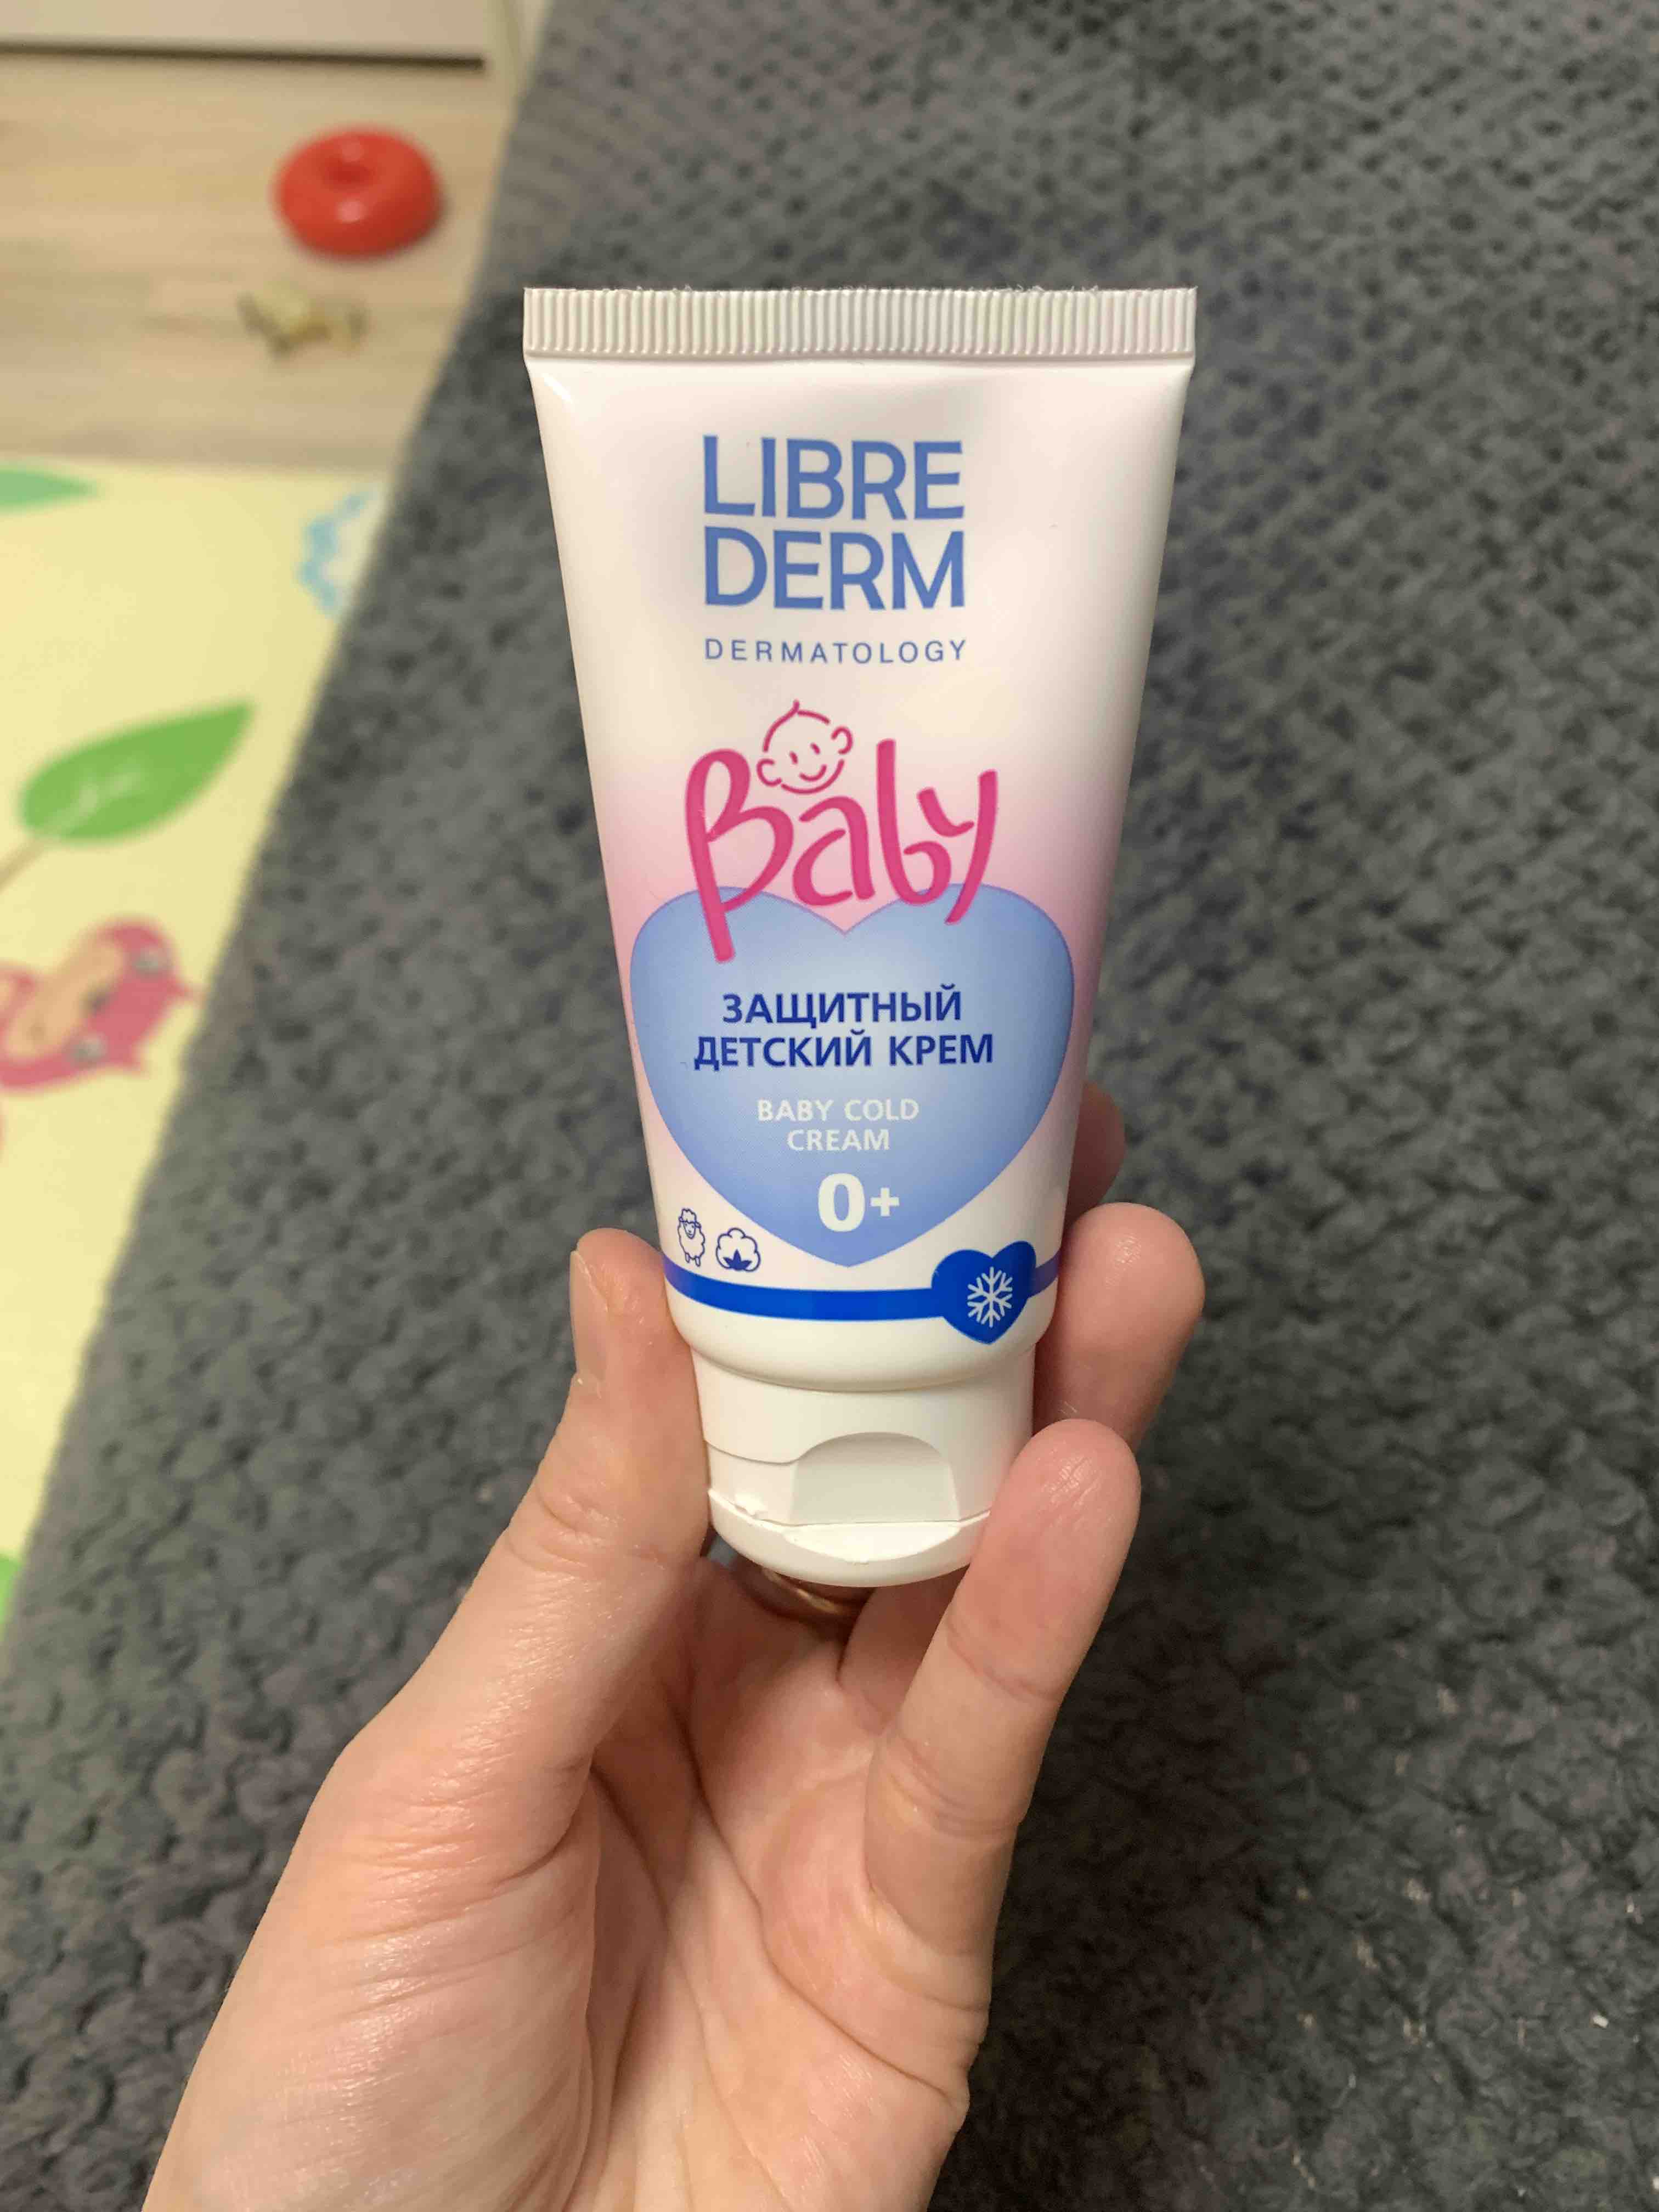 LIBRE
DERM
DERMATOLOGY
Baby
ЗАЩИТНЫЙ
ДЕТСКИЙ КРЕМ
BABY COLD
CREAM
0+